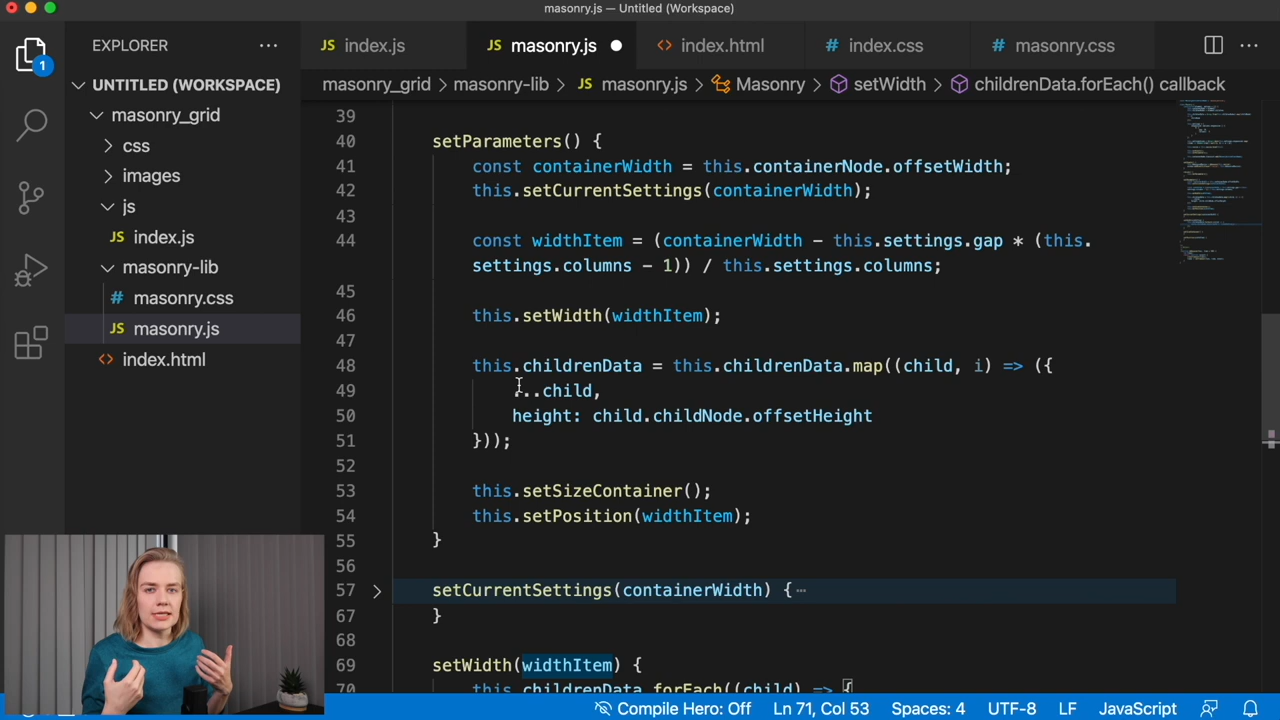 masonry.js — Untitled (Workspace)
EXPLORER
index.js
masonry.js
index.html
index.css
masonry.css
1
UNTITLED (WORKSPACE)
masonry_grid
css
images
js
JS index.js
masonry-lib
# masonry.css
JS masonry.js
index.html
masonry_grid > masonry-lib > JS masonry.js > Masonry > setWidth > childrenData.forEach() callback
39
40 setParameters() {
41 const containerWidth = this.containerNode.offsetWidth;
42 this.setCurrentSettings(containerWidth);
43
44 const widthItem = (containerWidth - this.settings.gap * (this.
settings.columns - 1)) / this.settings.columns;
45
46 this.setWidth(widthItem);
47
48 this.childrenData = this.childrenData.map((child, i) => ({
49 ...child,
50 height: child.childNode.offsetHeight
51 }));
52
53 this.setSizeContainer();
54 this.setPosition(widthItem);
55 }
56
57 setCurrentSettings(containerWidth) {
67 }
68
69 setWidth(widthItem) {
70 this.childrenData.forEach((child) => {
Compile Hero: Off Ln 71, Col 53 Spaces: 4 UTF-8 LF JavaScript